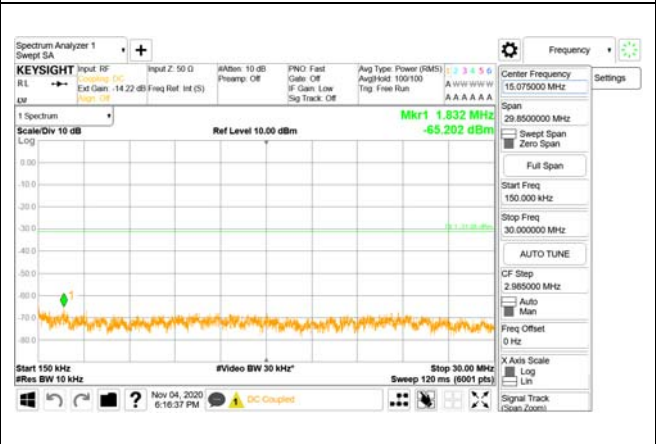 Spectrum Analyzer 1
Swept SA
Frequency
KEYSIGHT
RL
Input: RF
Coupling: DC
Ext Gain: -14.22 dB
Align: Off
Input Z: 50 Ω
Freq Ref: Int (S)
#Atten: 10 dB
Preamp: Off
PNO: Fast
Gate: Off
IF Gain: Low
Sig Track: Off
Avg Type: Power (RMS)
Avg|Hold: 100/100
Trig: Free Run
1 2 3 4 5 6
A W W W W W
A A A A A A
Center Frequency
15.075000 MHz
Settings
Span
29.8500000 MHz
Swept Span
Zero Span
Full Span
Start Freq
150.000 kHz
Stop Freq
30.000000 MHz
AUTO TUNE
CF Step
2.985000 MHz
Auto
Man
Freq Offset
0 Hz
X Axis Scale
Log
Lin
Signal Track
(Span Zoom)
1 Spectrum
Scale/Div 10 dB
Log
Ref Level 10.00 dBm
Mkr1 1.832 MHz
-65.202 dBm
0.00
-10.0
-20.0
-30.0
-40.0
-50.0
-60.0
-70.0
-80.0
1
Start 150 kHz
#Res BW 10 kHz
#Video BW 30 kHz*
Stop 30.00 MHz
Sweep 120 ms (6001 pts)
?
Nov 04, 2020
6:16:37 PM
1
DC Coupled